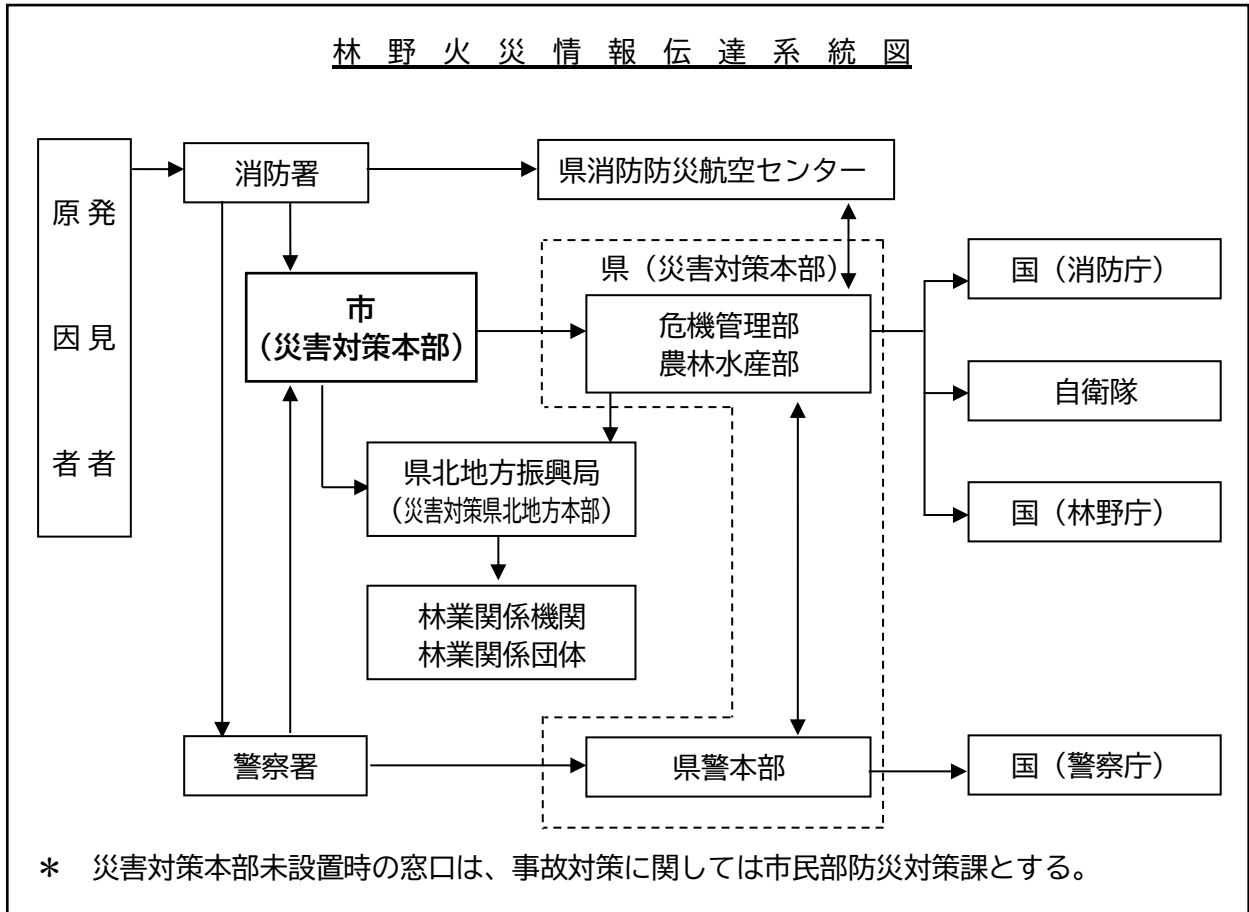 林野火災情報伝達系統図
原発
因見
者者
消防署
県消防防災航空センター
県（災害対策本部）
国（消防庁）
市
（災害対策本部）
危機管理部
農林水産部
自衛隊
県北地方振興局
（災害対策県北地方本部）
国（林野庁）
林業関係機関
林業関係団体
警察署
県警本部
国（警察庁）
＊　災害対策本部未設置時の窓口は、事故対策に関しては市民部防災対策課とする。